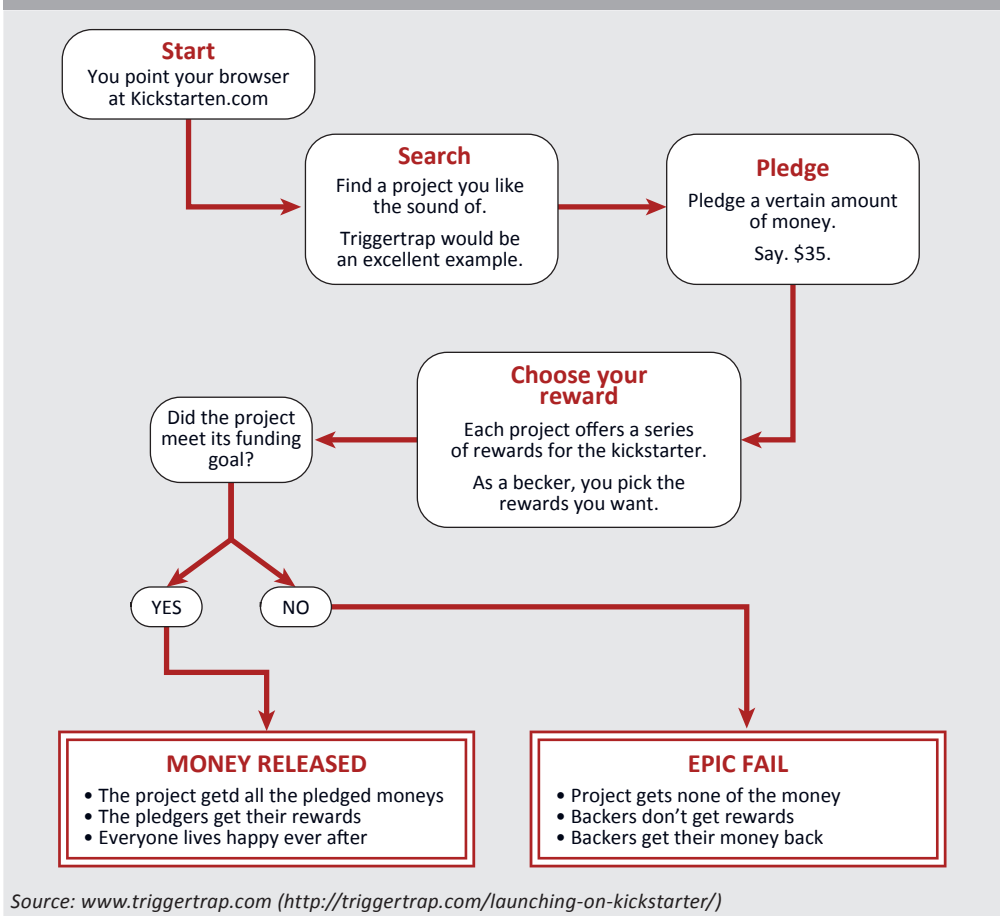 Start
You point your browser
at Kickstarten.com
Search
Find a project you like
the sound of.
Triggertrap would be
an excellent example.
Pledge
Pledge a vertain amount
of money.
Say. $35.
Choose your
reward
Each project offers a series
of rewards for the kickstarter.
As a becker, you pick the
rewards you want.
Did the project
meet its funding
goal?
YES
NO
MONEY RELEASED
• The project getd all the pledged moneys
• The pledgers get their rewards
• Everyone lives happy ever after
EPIC FAIL
• Project gets none of the money
• Backers don’t get rewards
• Backers get their money back
Source: www.triggertrap.com (http://triggertrap.com/launching-on-kickstarter/)